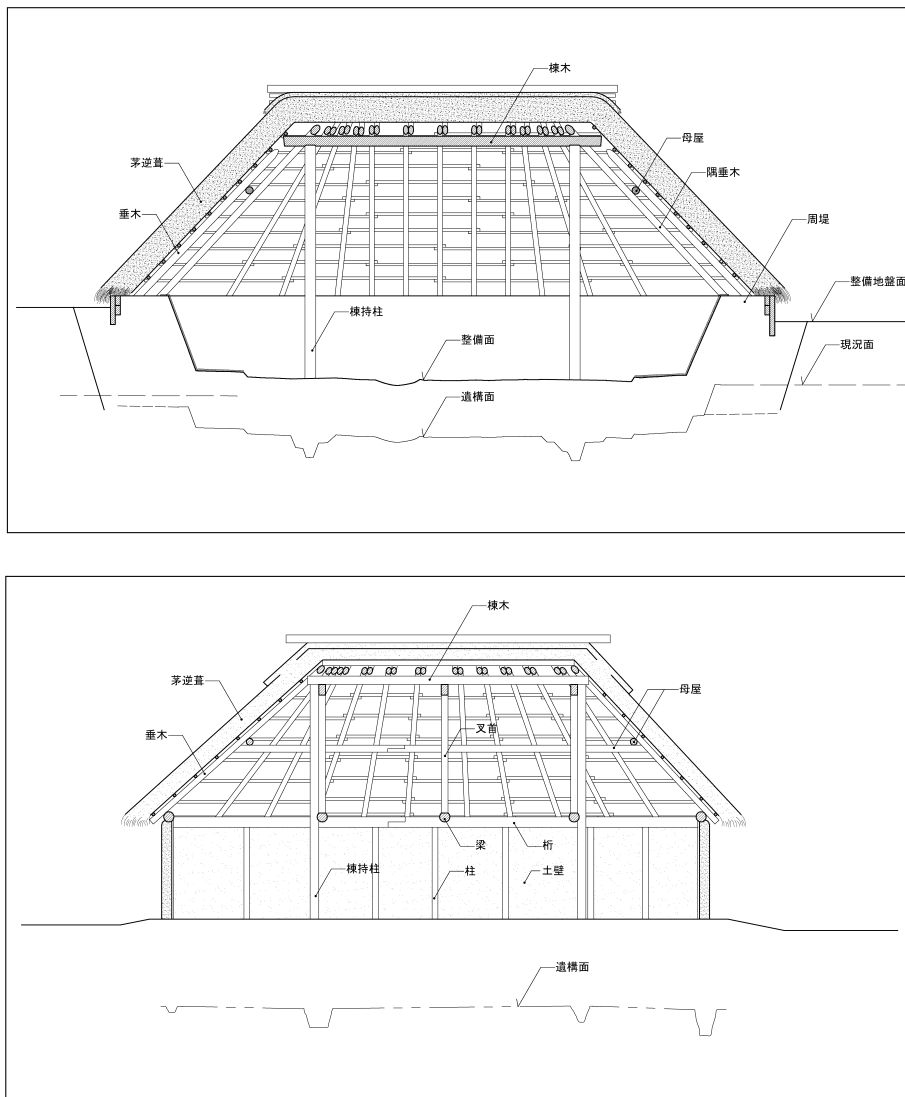 棟木
母屋
茅逆葺
隅垂木
垂木
周堤
整備地盤面
棟持柱
整備面
現況面
遺構面
棟木
茅逆葺
母屋
叉首
垂木
梁
桁
棟持柱
柱
土壁
遺構面